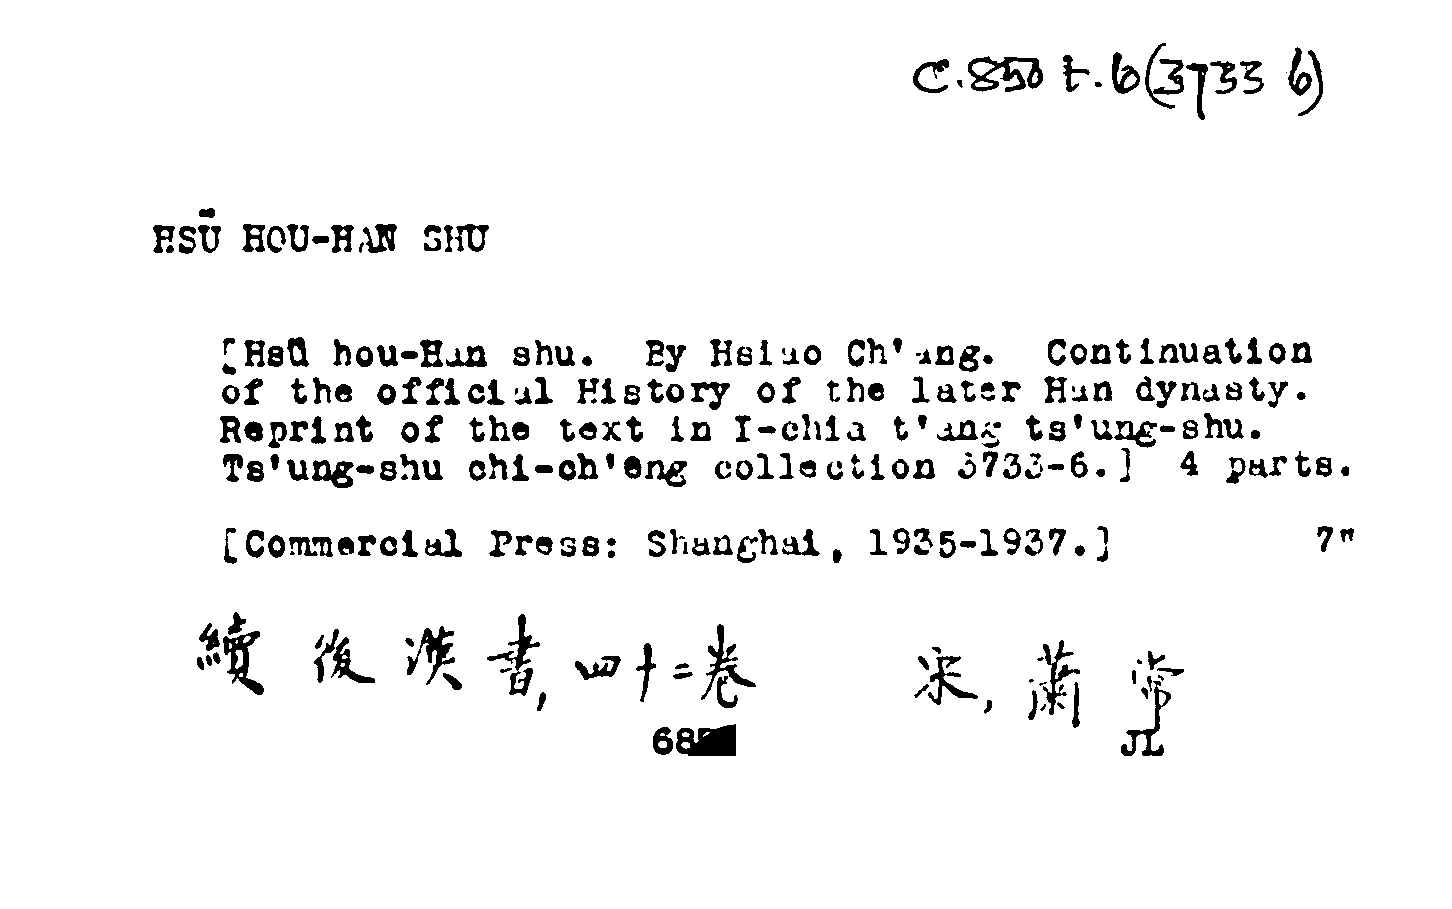 C.850 t.6(3733 6)
HSÜ HOU-HAN SHU
[Hsü hou-Han shu. By Hsiao Ch'ang. Continuation
of the official History of the later Han dynasty.
Reprint of the text in I-chia t'ang ts'ung-shu.
Ts'ung-shu chi-ch'eng collection 3733-6.] 4 parts.
[Commercial Press: Shanghai, 1935-1937.] 7"
續後漢書,四十二卷 宋,蕭常
JL